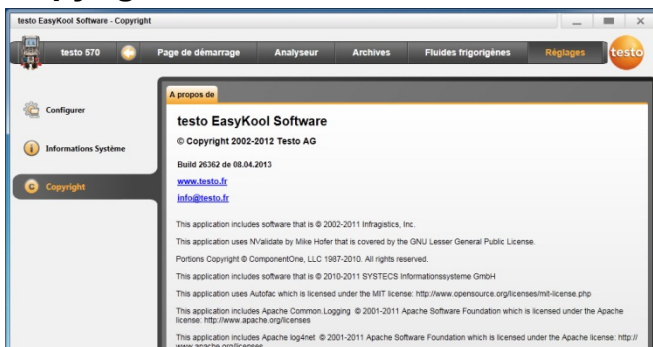 testo EasyKool Software - Copyright
testo 570
Page de démarrage
Analyseur
Archives
Fluides frigorigènes
Réglages
testo
Configurer
Informations Système
Copyright
A propos de
testo EasyKool Software
© Copyright 2002-2012 Testo AG
Build 26362 de 08.04.2013
www.testo.fr
info@testo.fr
This application includes software that is © 2002-2011 Infragistics, Inc.
This application uses NValidate by Mike Hofer that is covered by the GNU Lesser General Public License.
Portions Copyright © ComponentOne, LLC 1987-2010. All rights reserved.
This application includes software that is © 2010-2011 SYSTECS Informationssysteme GmbH
This application uses Autofac which is licensed under the MIT license: http://www.opensource.org/licenses/mit-license.php
This application includes Apache Common.Logging © 2001-2011 Apache Software Foundation which is licensed under the Apache
license: http://www.apache.org/licenses
This application includes Apache log4net © 2001-2011 Apache Software Foundation which is licensed under the Apache license: http://
www.apache.org/licenses